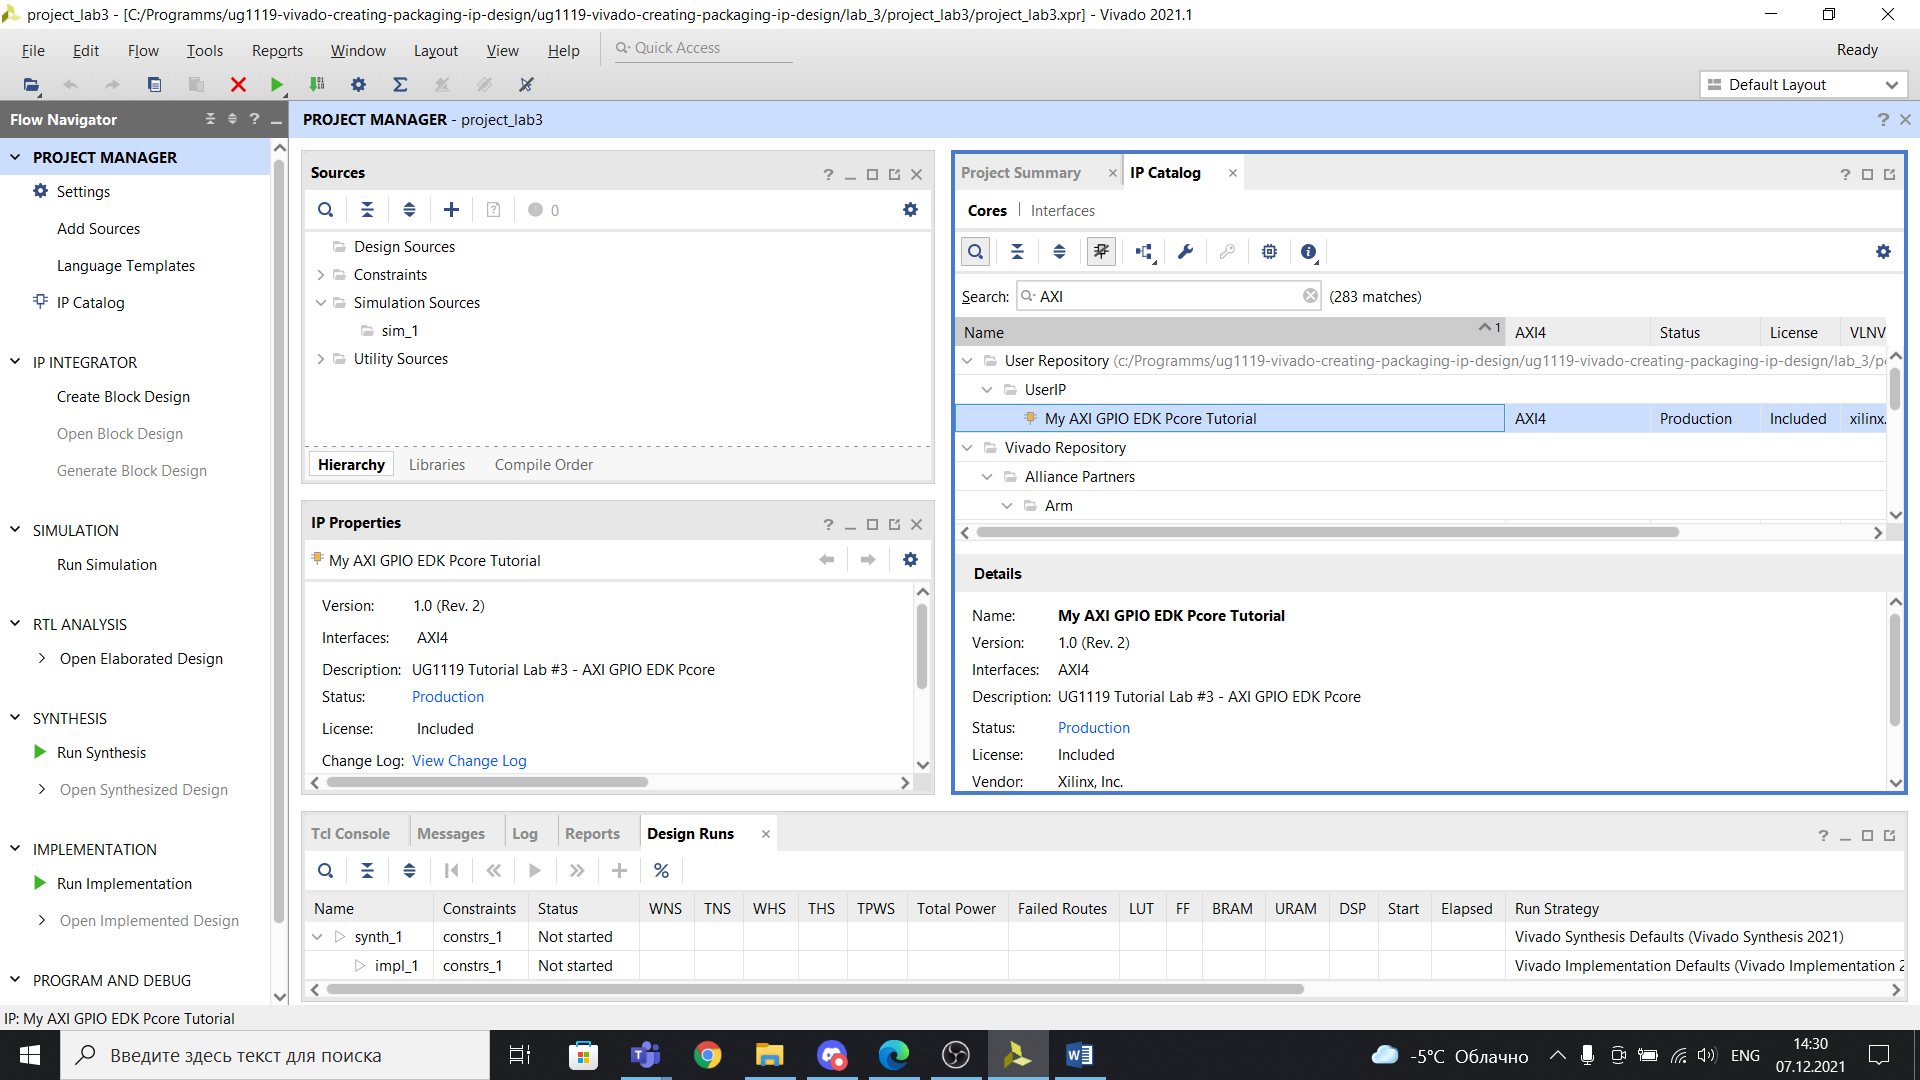 project_lab3 - [C:/Programms/ug1119-vivado-creating-packaging-ip-design/ug1119-vivado-creating-packaging-ip-design/lab_3/project_lab3/project_lab3.xpr] - Vivado 2021.1
File Edit Flow Tools Reports Window Layout View Help Quick Access Ready
Default Layout
Flow Navigator
PROJECT MANAGER - project_lab3
PROJECT MANAGER
Settings
Add Sources
Language Templates
IP Catalog
IP INTEGRATOR
Create Block Design
Open Block Design
Generate Block Design
SIMULATION
Run Simulation
RTL ANALYSIS
Open Elaborated Design
SYNTHESIS
Run Synthesis
Open Synthesized Design
IMPLEMENTATION
Run Implementation
Open Implemented Design
PROGRAM AND DEBUG
Sources
0
Design Sources
Constraints
Simulation Sources
sim_1
Utility Sources
Hierarchy Libraries Compile Order
IP Properties
My AXI GPIO EDK Pcore Tutorial
Version: 1.0 (Rev. 2)
Interfaces: AXI4
Description: UG1119 Tutorial Lab #3 - AXI GPIO EDK Pcore
Status: Production
License: Included
Change Log: View Change Log
Project Summary IP Catalog
Cores Interfaces
Search: AXI (283 matches)
Name 1 AXI4 Status License VLNV
User Repository (c:/Programms/ug1119-vivado-creating-packaging-ip-design/ug1119-vivado-creating-packaging-ip-design/lab_3/p
UserIP
My AXI GPIO EDK Pcore Tutorial AXI4 Production Included xilinx.
Vivado Repository
Alliance Partners
Arm
Details
Name: My AXI GPIO EDK Pcore Tutorial
Version: 1.0 (Rev. 2)
Interfaces: AXI4
Description: UG1119 Tutorial Lab #3 - AXI GPIO EDK Pcore
Status: Production
License: Included
Vendor: Xilinx, Inc.
Tcl Console Messages Log Reports Design Runs
Name Constraints Status WNS TNS WHS THS TPWS Total Power Failed Routes LUT FF BRAM URAM DSP Start Elapsed Run Strategy
synth_1 constrs_1 Not started Vivado Synthesis Defaults (Vivado Synthesis 2021)
impl_1 constrs_1 Not started Vivado Implementation Defaults (Vivado Implementation 2
IP: My AXI GPIO EDK Pcore Tutorial
Введите здесь текст для поиска
-5°C Облачно
ENG
14:30
07.12.2021